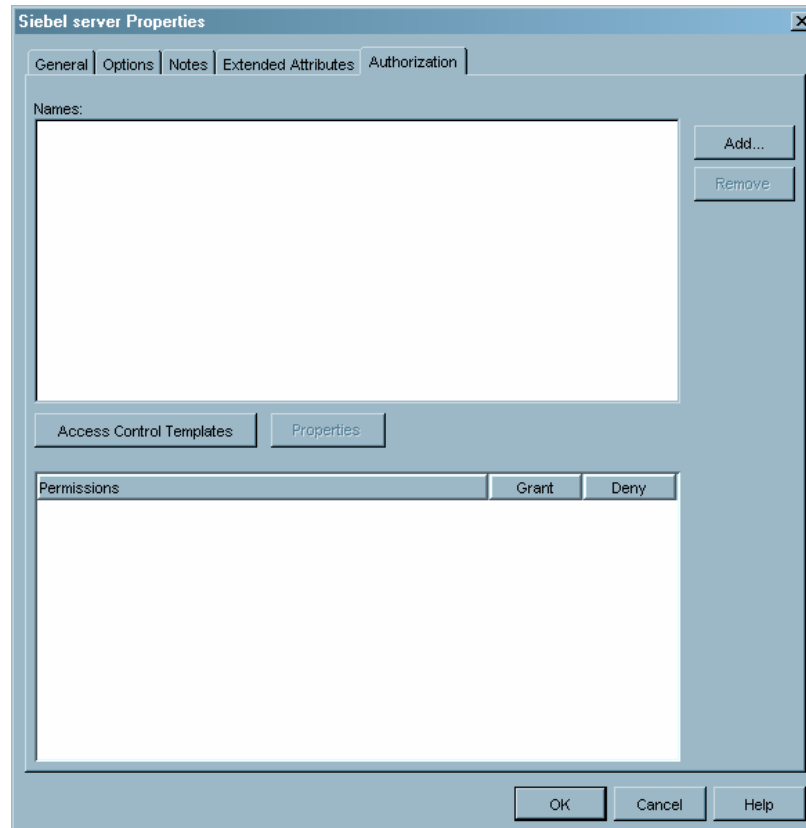 Siebel server Properties
General Options Notes Extended Attributes Authorization
Names:
Add...
Remove
Access Control Templates Properties
Permissions Grant Deny
OK Cancel Help